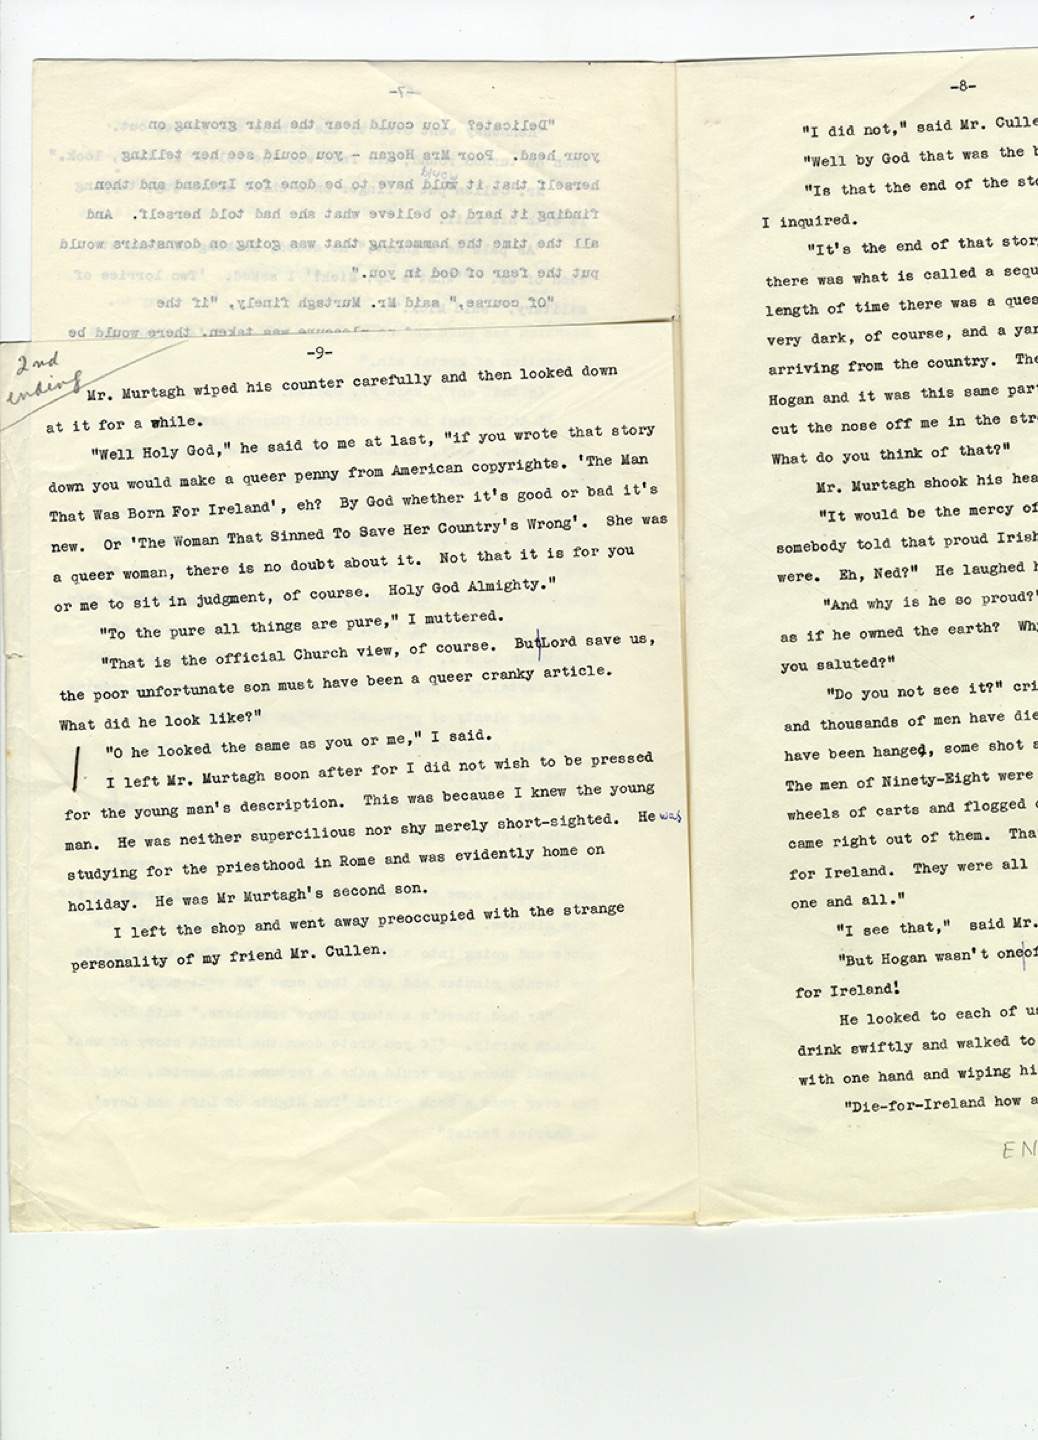 -7-
"Delicate? You could hear the hair growing on
your head. Poor Mrs Hogan - you could see her telling
would
herself that it wuld have to be done for Ireland and then
finding it hard to believe what she had told herself. And
all the time the hammering that was going on downstairs would
put the fear of God in you."
"Of course," said Mr. Murtagh finely, "if the
pleasure was taken, there would be
2nd
ending
-9-
Mr. Murtagh wiped his counter carefully and then looked down
at it for a while.
"Well Holy God," he said to me at last, "if you wrote that story
down you would make a queer penny from American copyrights. 'The Man
That Was Born For Ireland', eh? By God whether it's good or bad it's
new. Or 'The Woman That Sinned To Save Her Country's Wrong'. She was
a queer woman, there is no doubt about it. Not that it is for you
or me to sit in judgment, of course. Holy God Almighty."
"To the pure all things are pure," I muttered.
"That is the official Church view, of course. But|Lord save us,
the poor unfortunate son must have been a queer cranky article.
What did he look like?"
"O he looked the same as you or me," I said.
I left Mr. Murtagh soon after for I did not wish to be pressed
for the young man's description. This was because I knew the young
man. He was neither supercilious nor shy merely short-sighted. He was
studying for the priesthood in Rome and was evidently home on
holiday. He was Mr Murtagh's second son.
I left the shop and went away preoccupied with the strange
personality of my friend Mr. Cullen.
-8-
"I did not," said Mr. Culle
"Well by God that was the b
"Is that the end of the sto
I inquired.
"It's the end of that stor
there was what is called a sequ
length of time there was a ques
very dark, of course, and a yar
arriving from the country. The
Hogan and it was this same par
cut the nose off me in the stre
What do you think of that?"
Mr. Murtagh shook his hea
"It would be the mercy of
somebody told that proud Irish
were. Eh, Ned?" He laughed h
"And why is he so proud?"
as if he owned the earth? Why
you saluted?"
"Do you not see it?" cri
and thousands of men have die
have been hanged, some shot a
The men of Ninety-Eight were
wheels of carts and flogged
came right out of them. Tha
for Ireland. They were all
one and all."
"I see that," said Mr.
"But Hogan wasn't one|of
for Ireland!
He looked to each of us
drink swiftly and walked to
with one hand and wiping hi
"Die-for-Ireland how a
EN